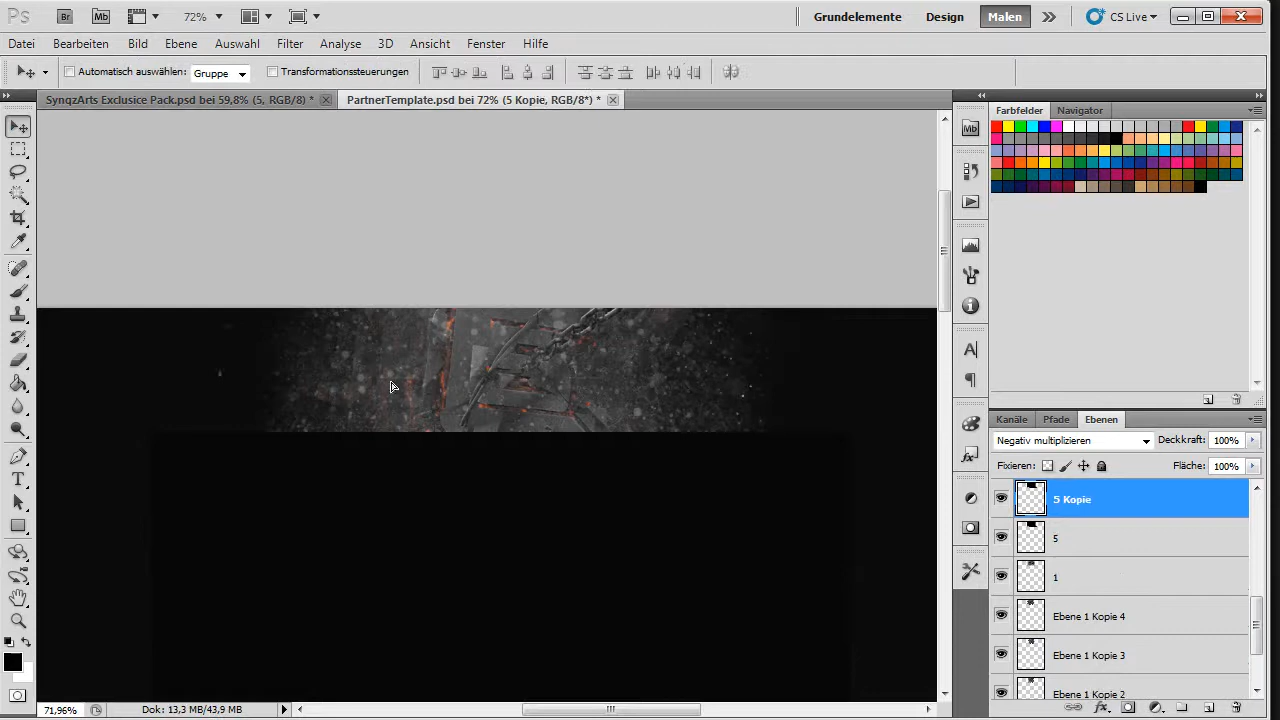 Ps Br Mb 72% Grundelemente Design Malen CS Live
Datei Bearbeiten Bild Ebene Auswahl Filter Analyse 3D Ansicht Fenster Hilfe
Automatisch auswählen: Gruppe Transformationssteuerungen
SynqzArts Exclusice Pack.psd bei 59,8% (5, RGB/8) * PartnerTemplate.psd bei 72% (5 Kopie, RGB/8*) *
Farbfelder Navigator
Mb
Kanäle Pfade Ebenen
Negativ multiplizieren Deckkraft: 100%
Fixieren: Fläche: 100%
5 Kopie
5
1
Ebene 1 Kopie 4
Ebene 1 Kopie 3
Ebene 1 Kopie 2
71,96% Dok: 13,3 MB/43,9 MB